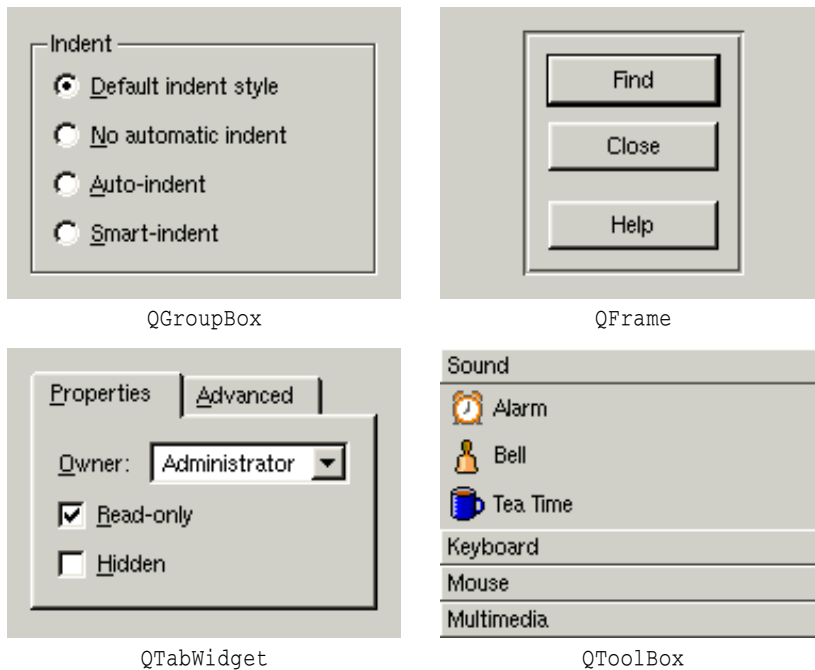 Indent
Default indent style
No automatic indent
Auto-indent
Smart-indent
QGroupBox
Find
Close
Help
QFrame
Properties
Advanced
Owner: Administrator
Read-only
Hidden
QTabWidget
Sound
Alarm
Bell
Tea Time
Keyboard
Mouse
Multimedia
QToolBox